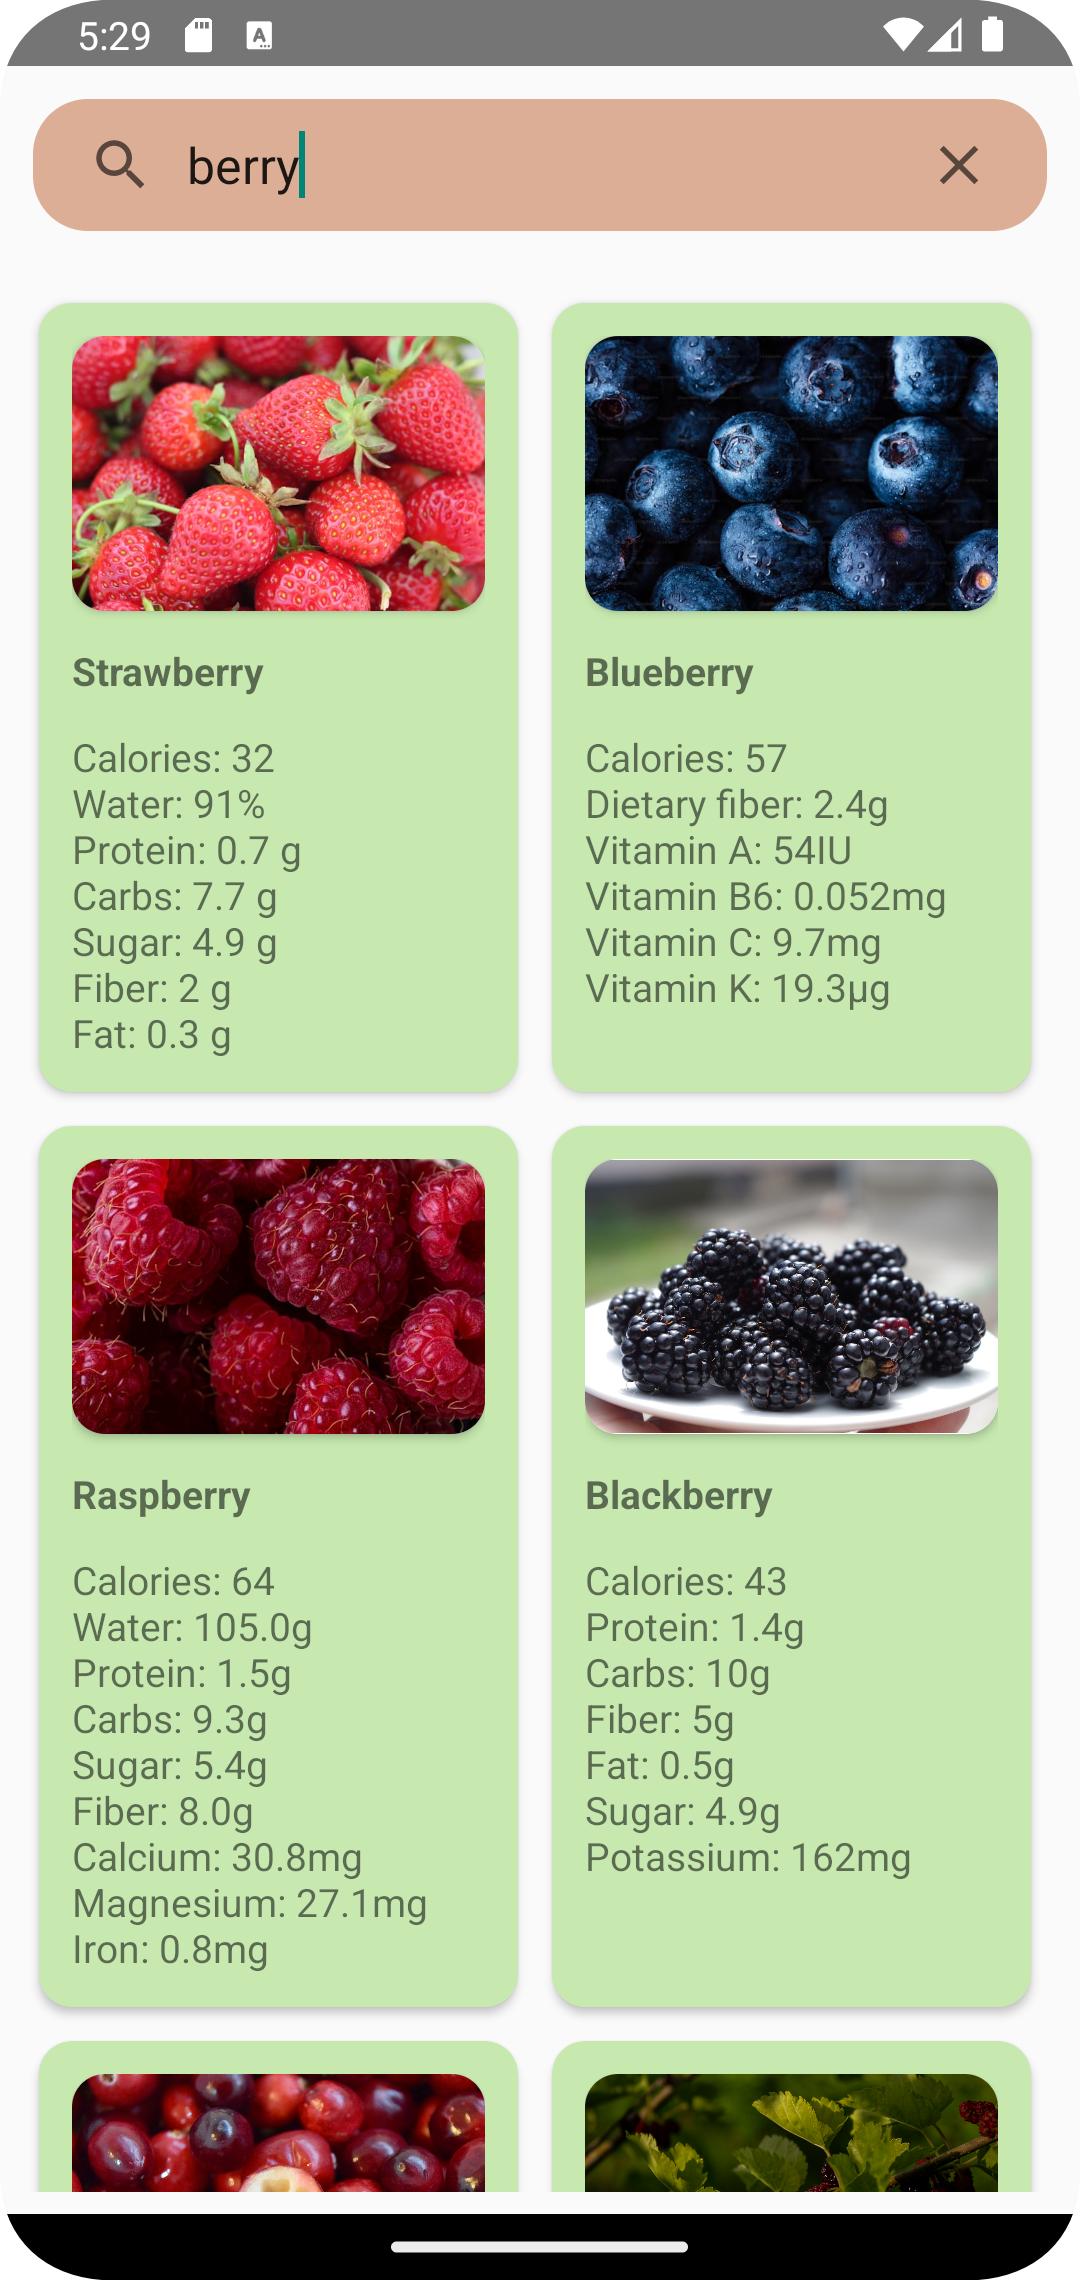 5:29
berry
Strawberry
Calories: 32
Water: 91%
Protein: 0.7 g
Carbs: 7.7 g
Sugar: 4.9 g
Fiber: 2 g
Fat: 0.3 g
Blueberry
Calories: 57
Dietary fiber: 2.4g
Vitamin A: 54IU
Vitamin B6: 0.052mg
Vitamin C: 9.7mg
Vitamin K: 19.3μg
Raspberry
Calories: 64
Water: 105.0g
Protein: 1.5g
Carbs: 9.3g
Sugar: 5.4g
Fiber: 8.0g
Calcium: 30.8mg
Magnesium: 27.1mg
Iron: 0.8mg
Blackberry
Calories: 43
Protein: 1.4g
Carbs: 10g
Fiber: 5g
Fat: 0.5g
Sugar: 4.9g
Potassium: 162mg